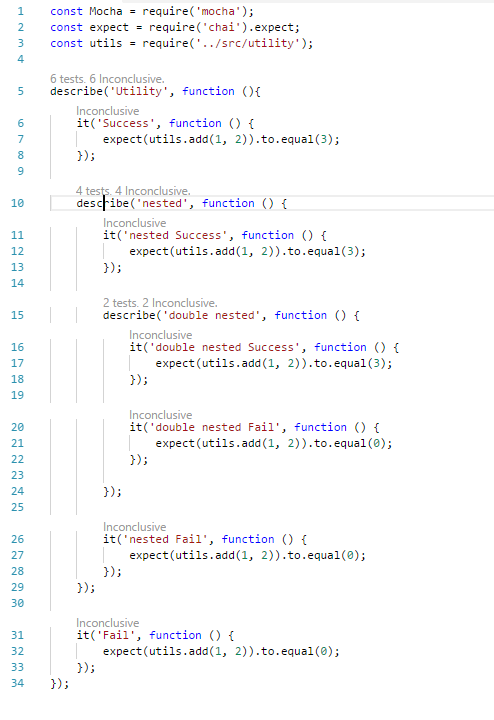 1 const Mocha = require('mocha');
2 const expect = require('chai').expect;
3 const utils = require('../src/utility');
4
6 tests. 6 Inconclusive.
5 describe('Utility', function (){
Inconclusive
6 it('Success', function () {
7 expect(utils.add(1, 2)).to.equal(3);
8 });
9
4 tests. 4 Inconclusive.
10 describe('nested', function () {
Inconclusive
11 it('nested Success', function () {
12 expect(utils.add(1, 2)).to.equal(3);
13 });
14
2 tests. 2 Inconclusive.
15 describe('double nested', function () {
Inconclusive
16 it('double nested Success', function () {
17 expect(utils.add(1, 2)).to.equal(3);
18 });
19
Inconclusive
20 it('double nested Fail', function () {
21 expect(utils.add(1, 2)).to.equal(0);
22 });
23
24 });
25
Inconclusive
26 it('nested Fail', function () {
27 expect(utils.add(1, 2)).to.equal(0);
28 });
29 });
30
Inconclusive
31 it('Fail', function () {
32 expect(utils.add(1, 2)).to.equal(0);
33 });
34 });